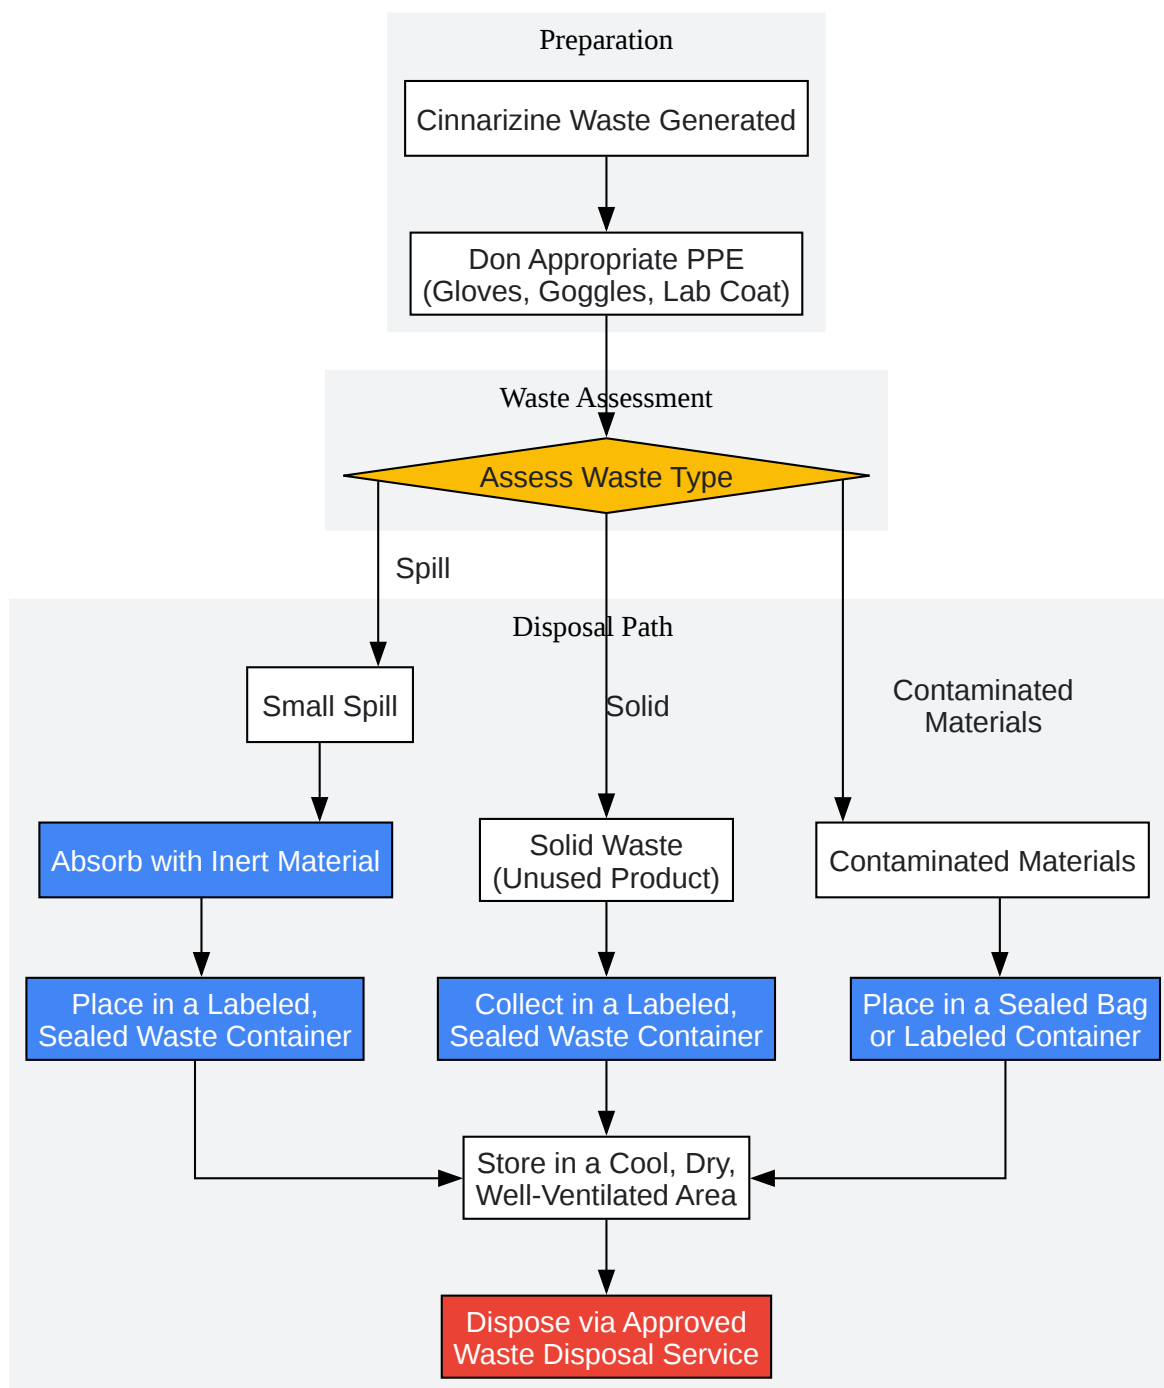 Preparation
Cinnarizine Waste Generated
Don Appropriate PPE
(Gloves, Goggles, Lab Coat)
Waste Assessment
Assess Waste Type
Spill
Disposal Path
Small Spill
Solid
Contaminated
Materials
Absorb with Inert Material
Solid Waste
(Unused Product)
Contaminated Materials
Place in a Labeled,
Sealed Waste Container
Collect in a Labeled,
Sealed Waste Container
Place in a Sealed Bag
or Labeled Container
Store in a Cool, Dry,
Well-Ventilated Area
Dispose via Approved
Waste Disposal Service